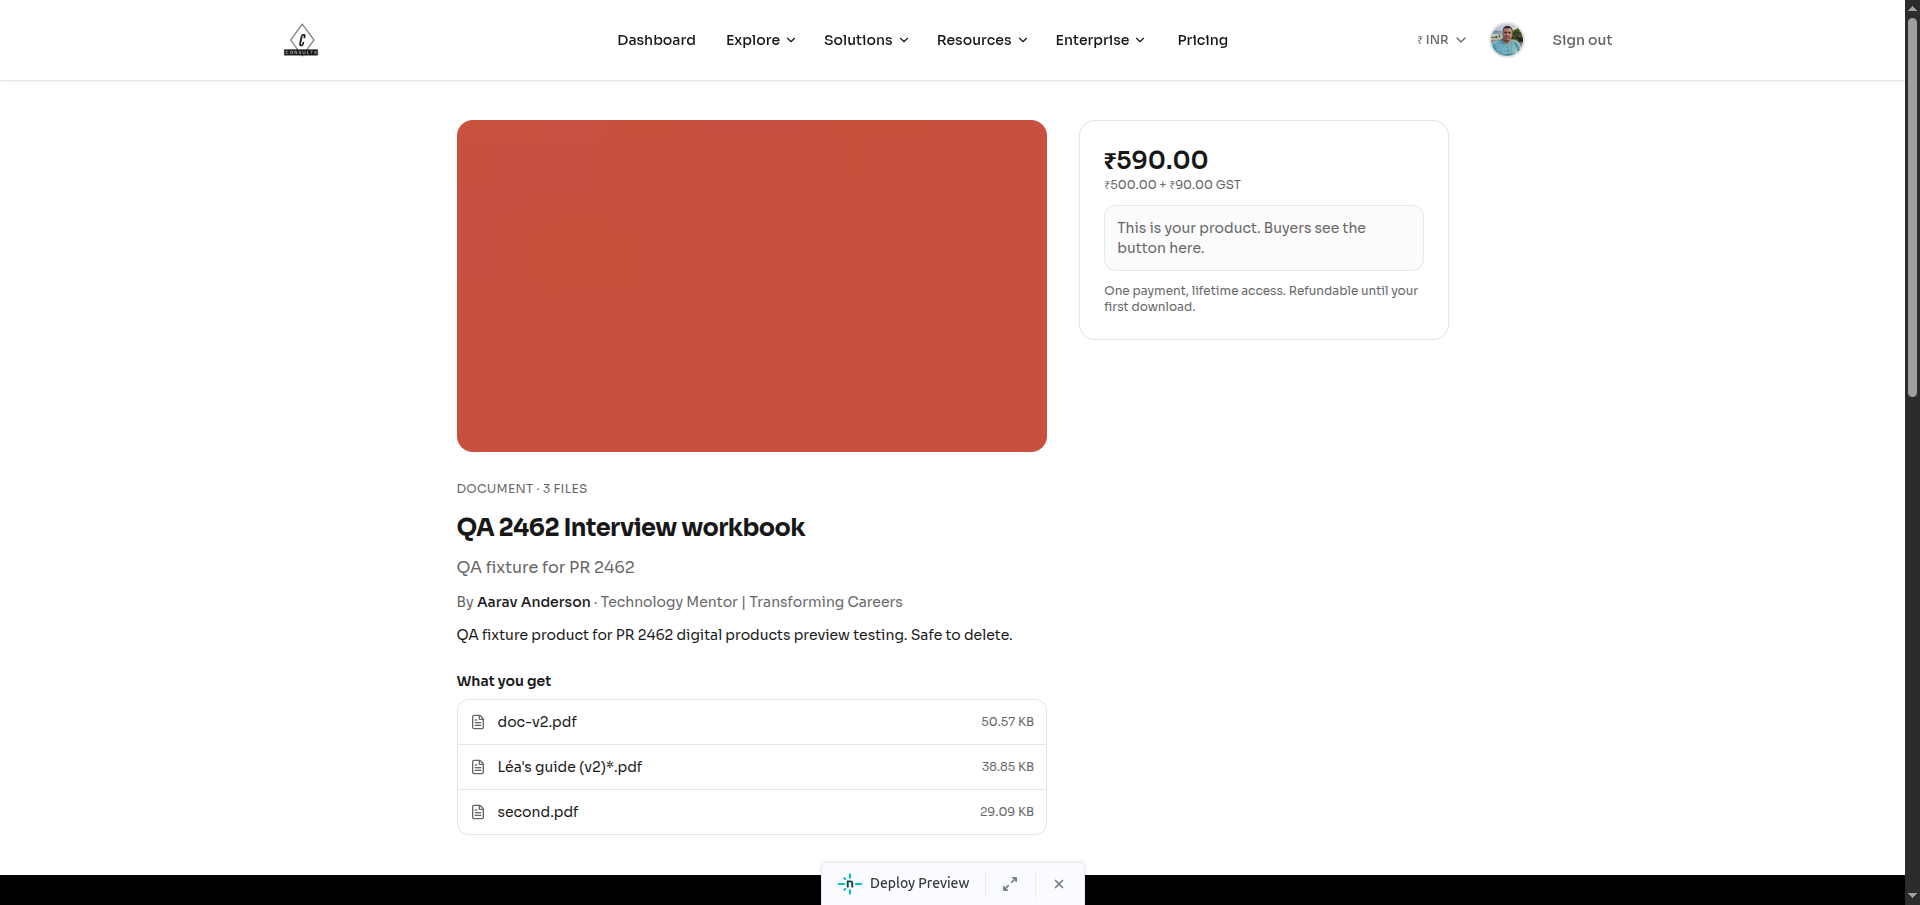 C
CONSULTX
Dashboard
Explore
Solutions
Resources
Enterprise
Pricing
₹ INR
Sign out
₹590.00
₹500.00 + ₹90.00 GST
This is your product. Buyers see the
button here.
One payment, lifetime access. Refundable until your
first download.
DOCUMENT · 3 FILES
QA 2462 Interview workbook
QA fixture for PR 2462
By Aarav Anderson · Technology Mentor | Transforming Careers
QA fixture product for PR 2462 digital products preview testing. Safe to delete.
What you get
doc-v2.pdf
50.57 KB
Léa's guide (v2)*.pdf
38.85 KB
second.pdf
29.09 KB
n
Deploy Preview